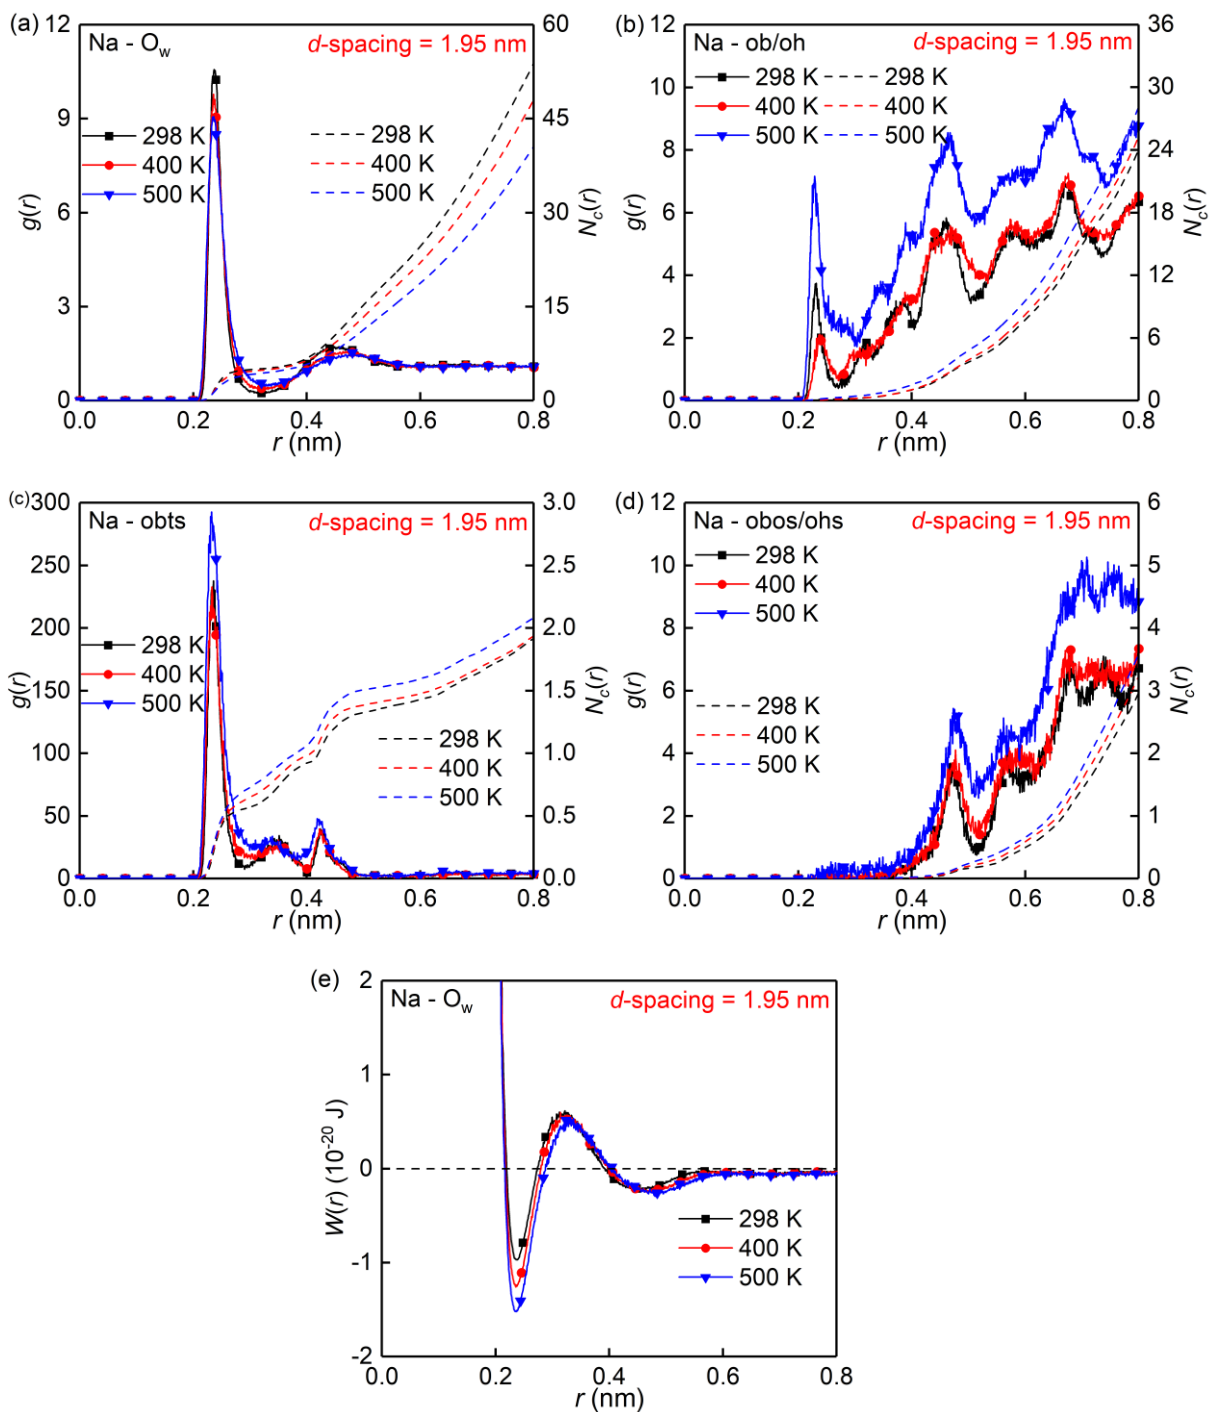 (a)
Na - Ow
d-spacing = 1.95 nm
298 K
400 K
500 K
298 K
400 K
500 K
12
9
6
3
0
60
45
30
15
0
g(r)
Nc(r)
0.0 0.2 0.4 0.6 0.8
r (nm)
(b)
Na - ob/oh
d-spacing = 1.95 nm
298 K 298 K
400 K 400 K
500 K 500 K
12
10
8
6
4
2
0
36
30
24
18
12
6
0
g(r)
Nc(r)
0.0 0.2 0.4 0.6 0.8
r (nm)
(c)
Na - obts
d-spacing = 1.95 nm
298 K
400 K
500 K
298 K
400 K
500 K
300
250
200
150
100
50
0
3.0
2.5
2.0
1.5
1.0
0.5
0.0
g(r)
Nc(r)
0.0 0.2 0.4 0.6 0.8
r (nm)
(d)
Na - obos/ohs
d-spacing = 1.95 nm
298 K
400 K
500 K
298 K
400 K
500 K
12
10
8
6
4
2
0
6
5
4
3
2
1
0
g(r)
Nc(r)
0.0 0.2 0.4 0.6 0.8
r (nm)
(e)
Na - Ow
d-spacing = 1.95 nm
298 K
400 K
500 K
2
1
0
-1
-2
W(r) (10-20 J)
0.0 0.2 0.4 0.6 0.8
r (nm)